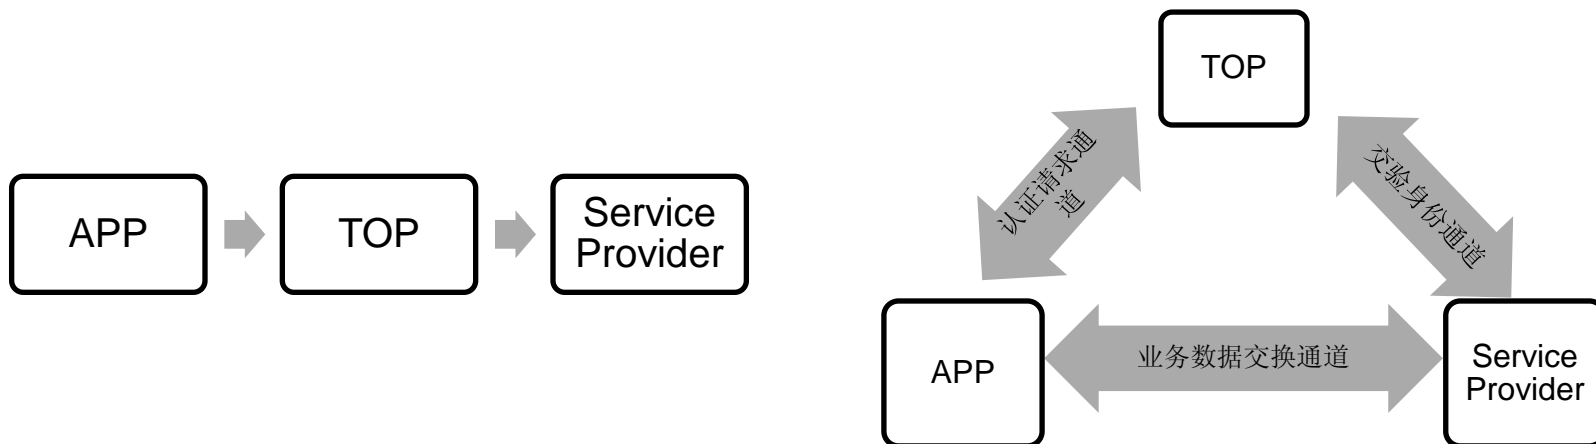 APP
TOP
Service
Provider
TOP
认证请求通
道
交验身份通道
APP
业务数据交换通道
Service
Provider